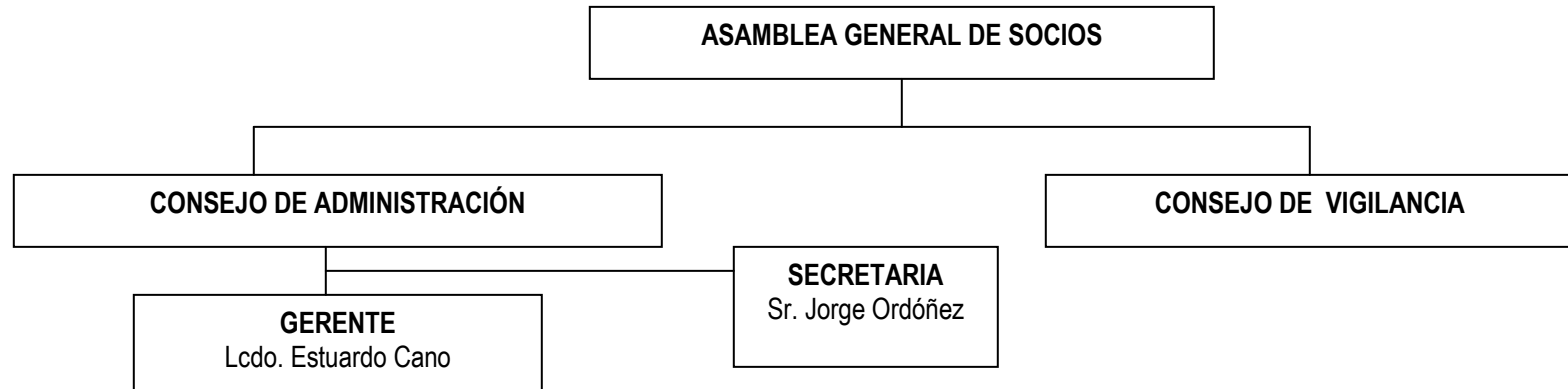 ASAMBLEA GENERAL DE SOCIOS
CONSEJO DE ADMINISTRACIÓN
CONSEJO DE VIGILANCIA
SECRETARIA
Sr. Jorge Ordóñez
GERENTE
Lcdo. Estuardo Cano